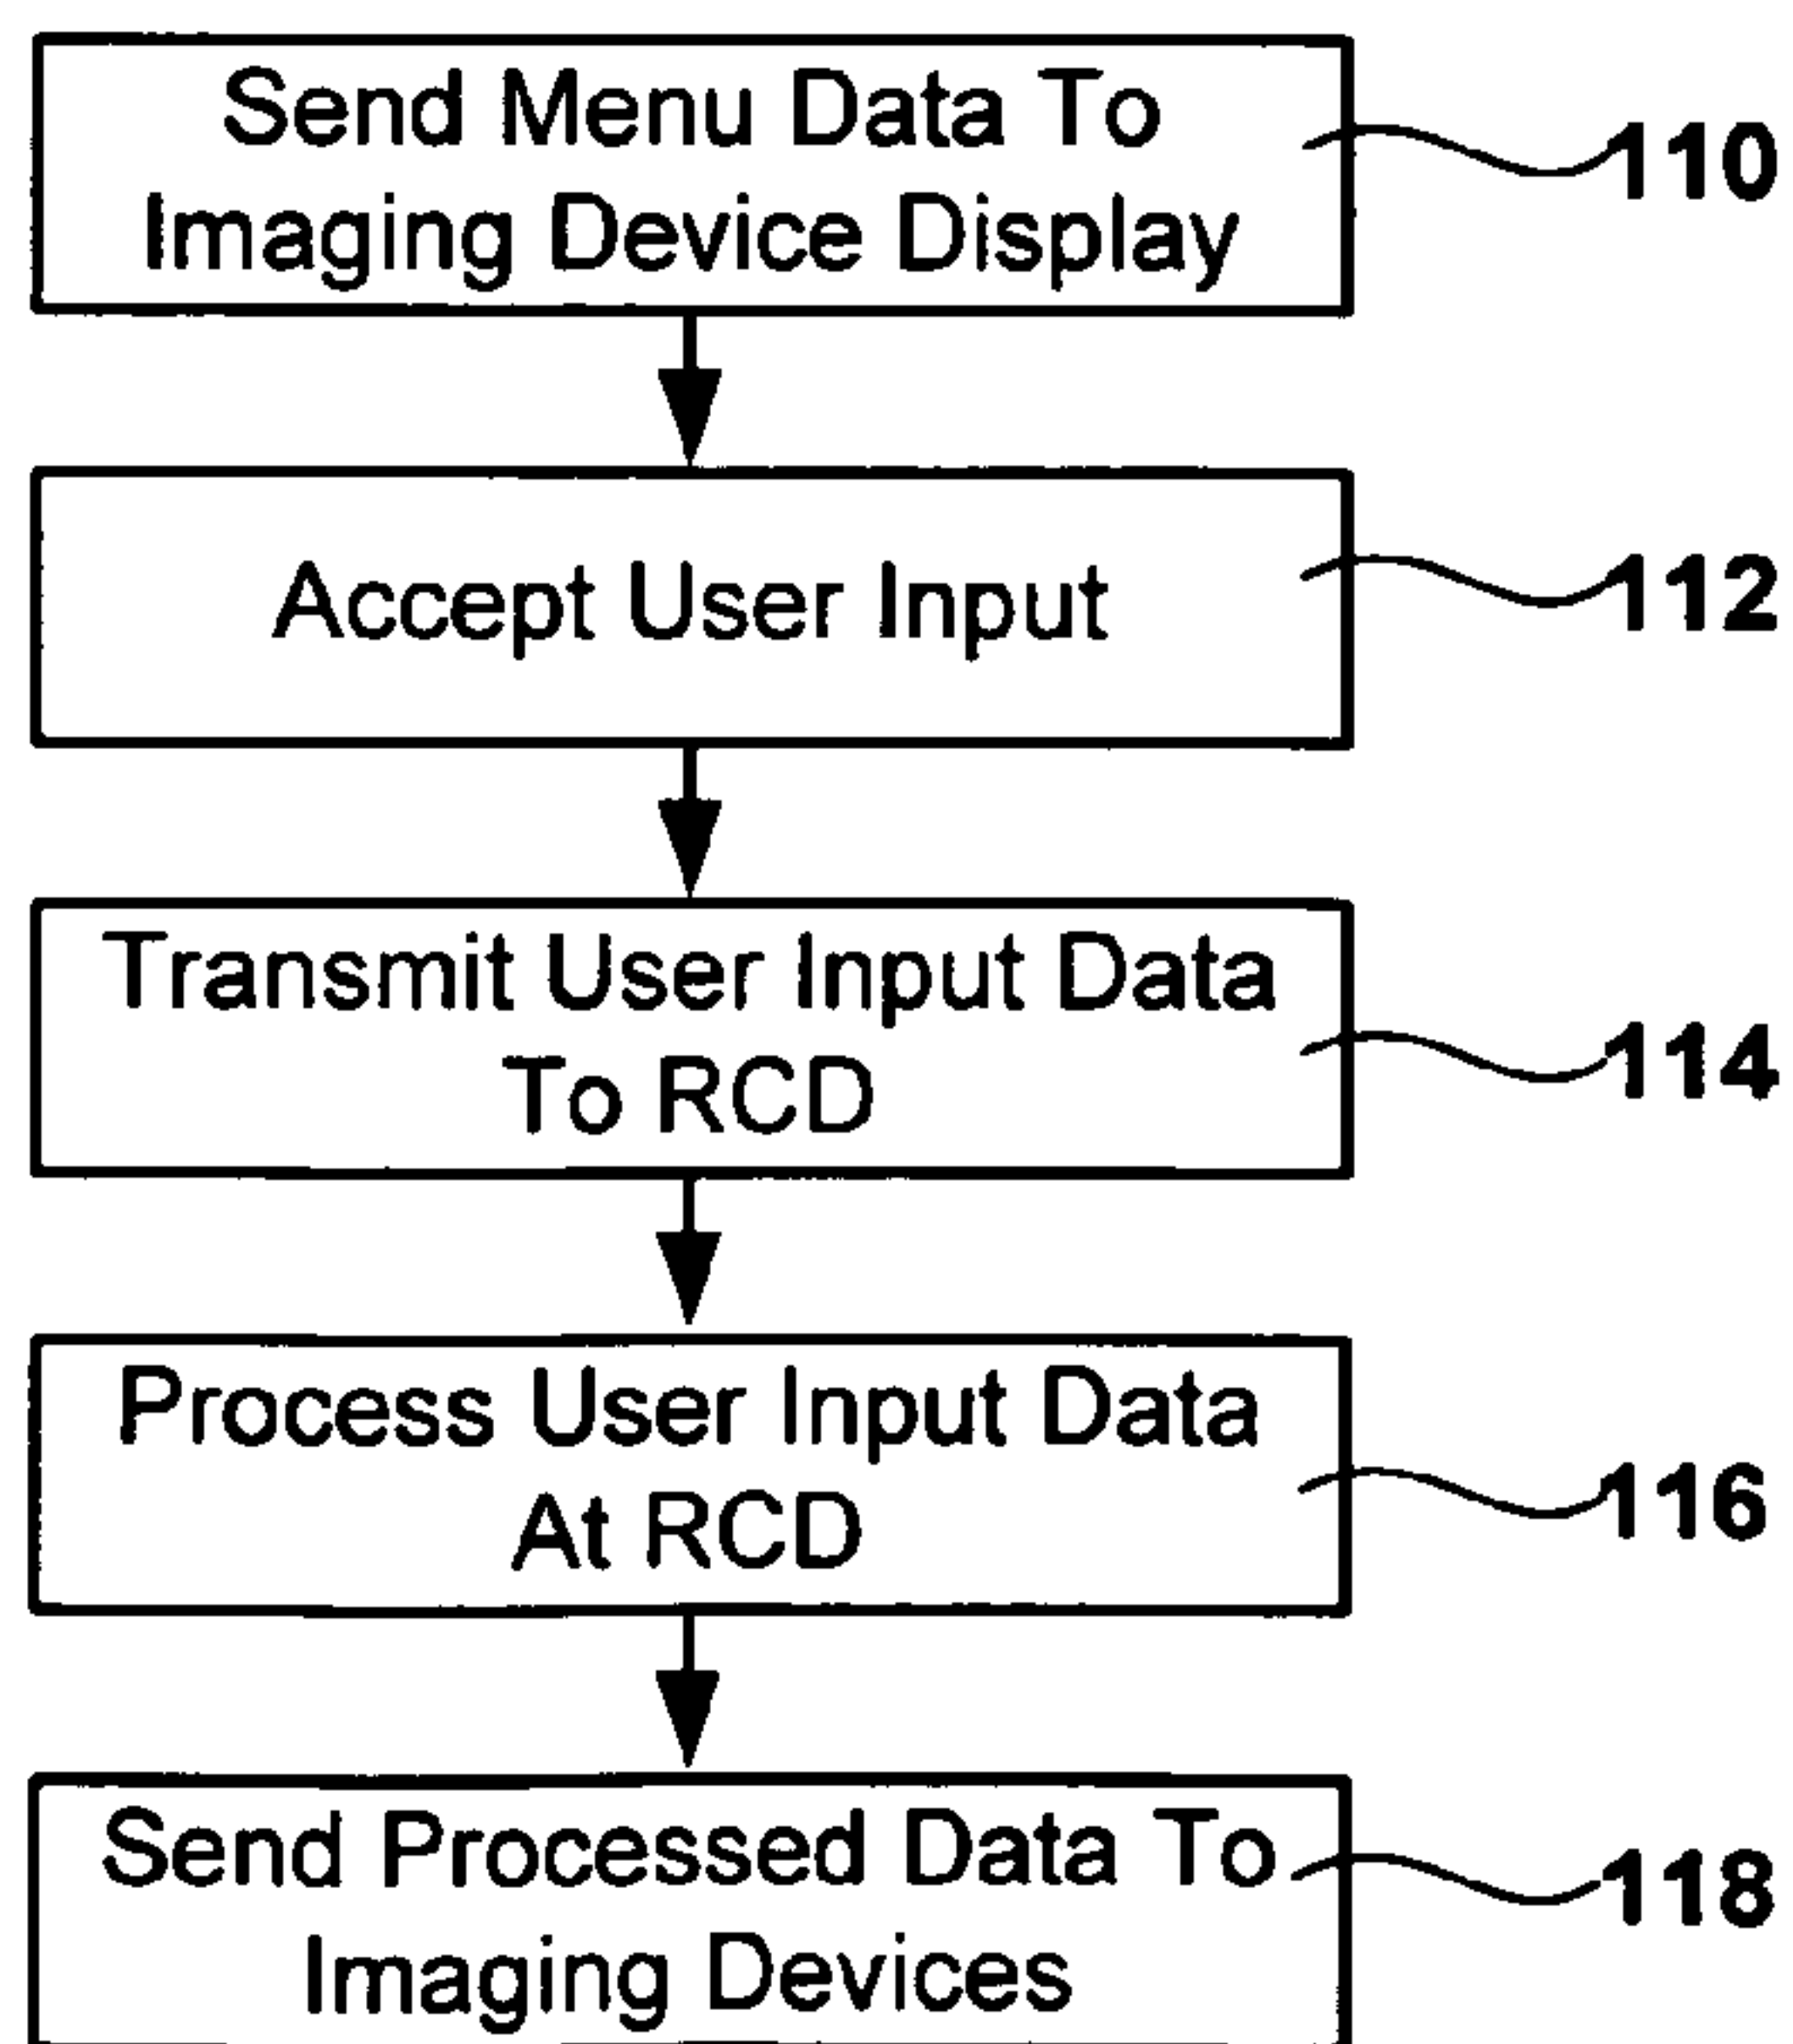 Send Menu Data To
Imaging Device Display
110
Accept User Input
112
Transmit User Input Data
To RCD
114
Process User Input Data
At RCD
116
Send Processed Data To
Imaging Devices
118